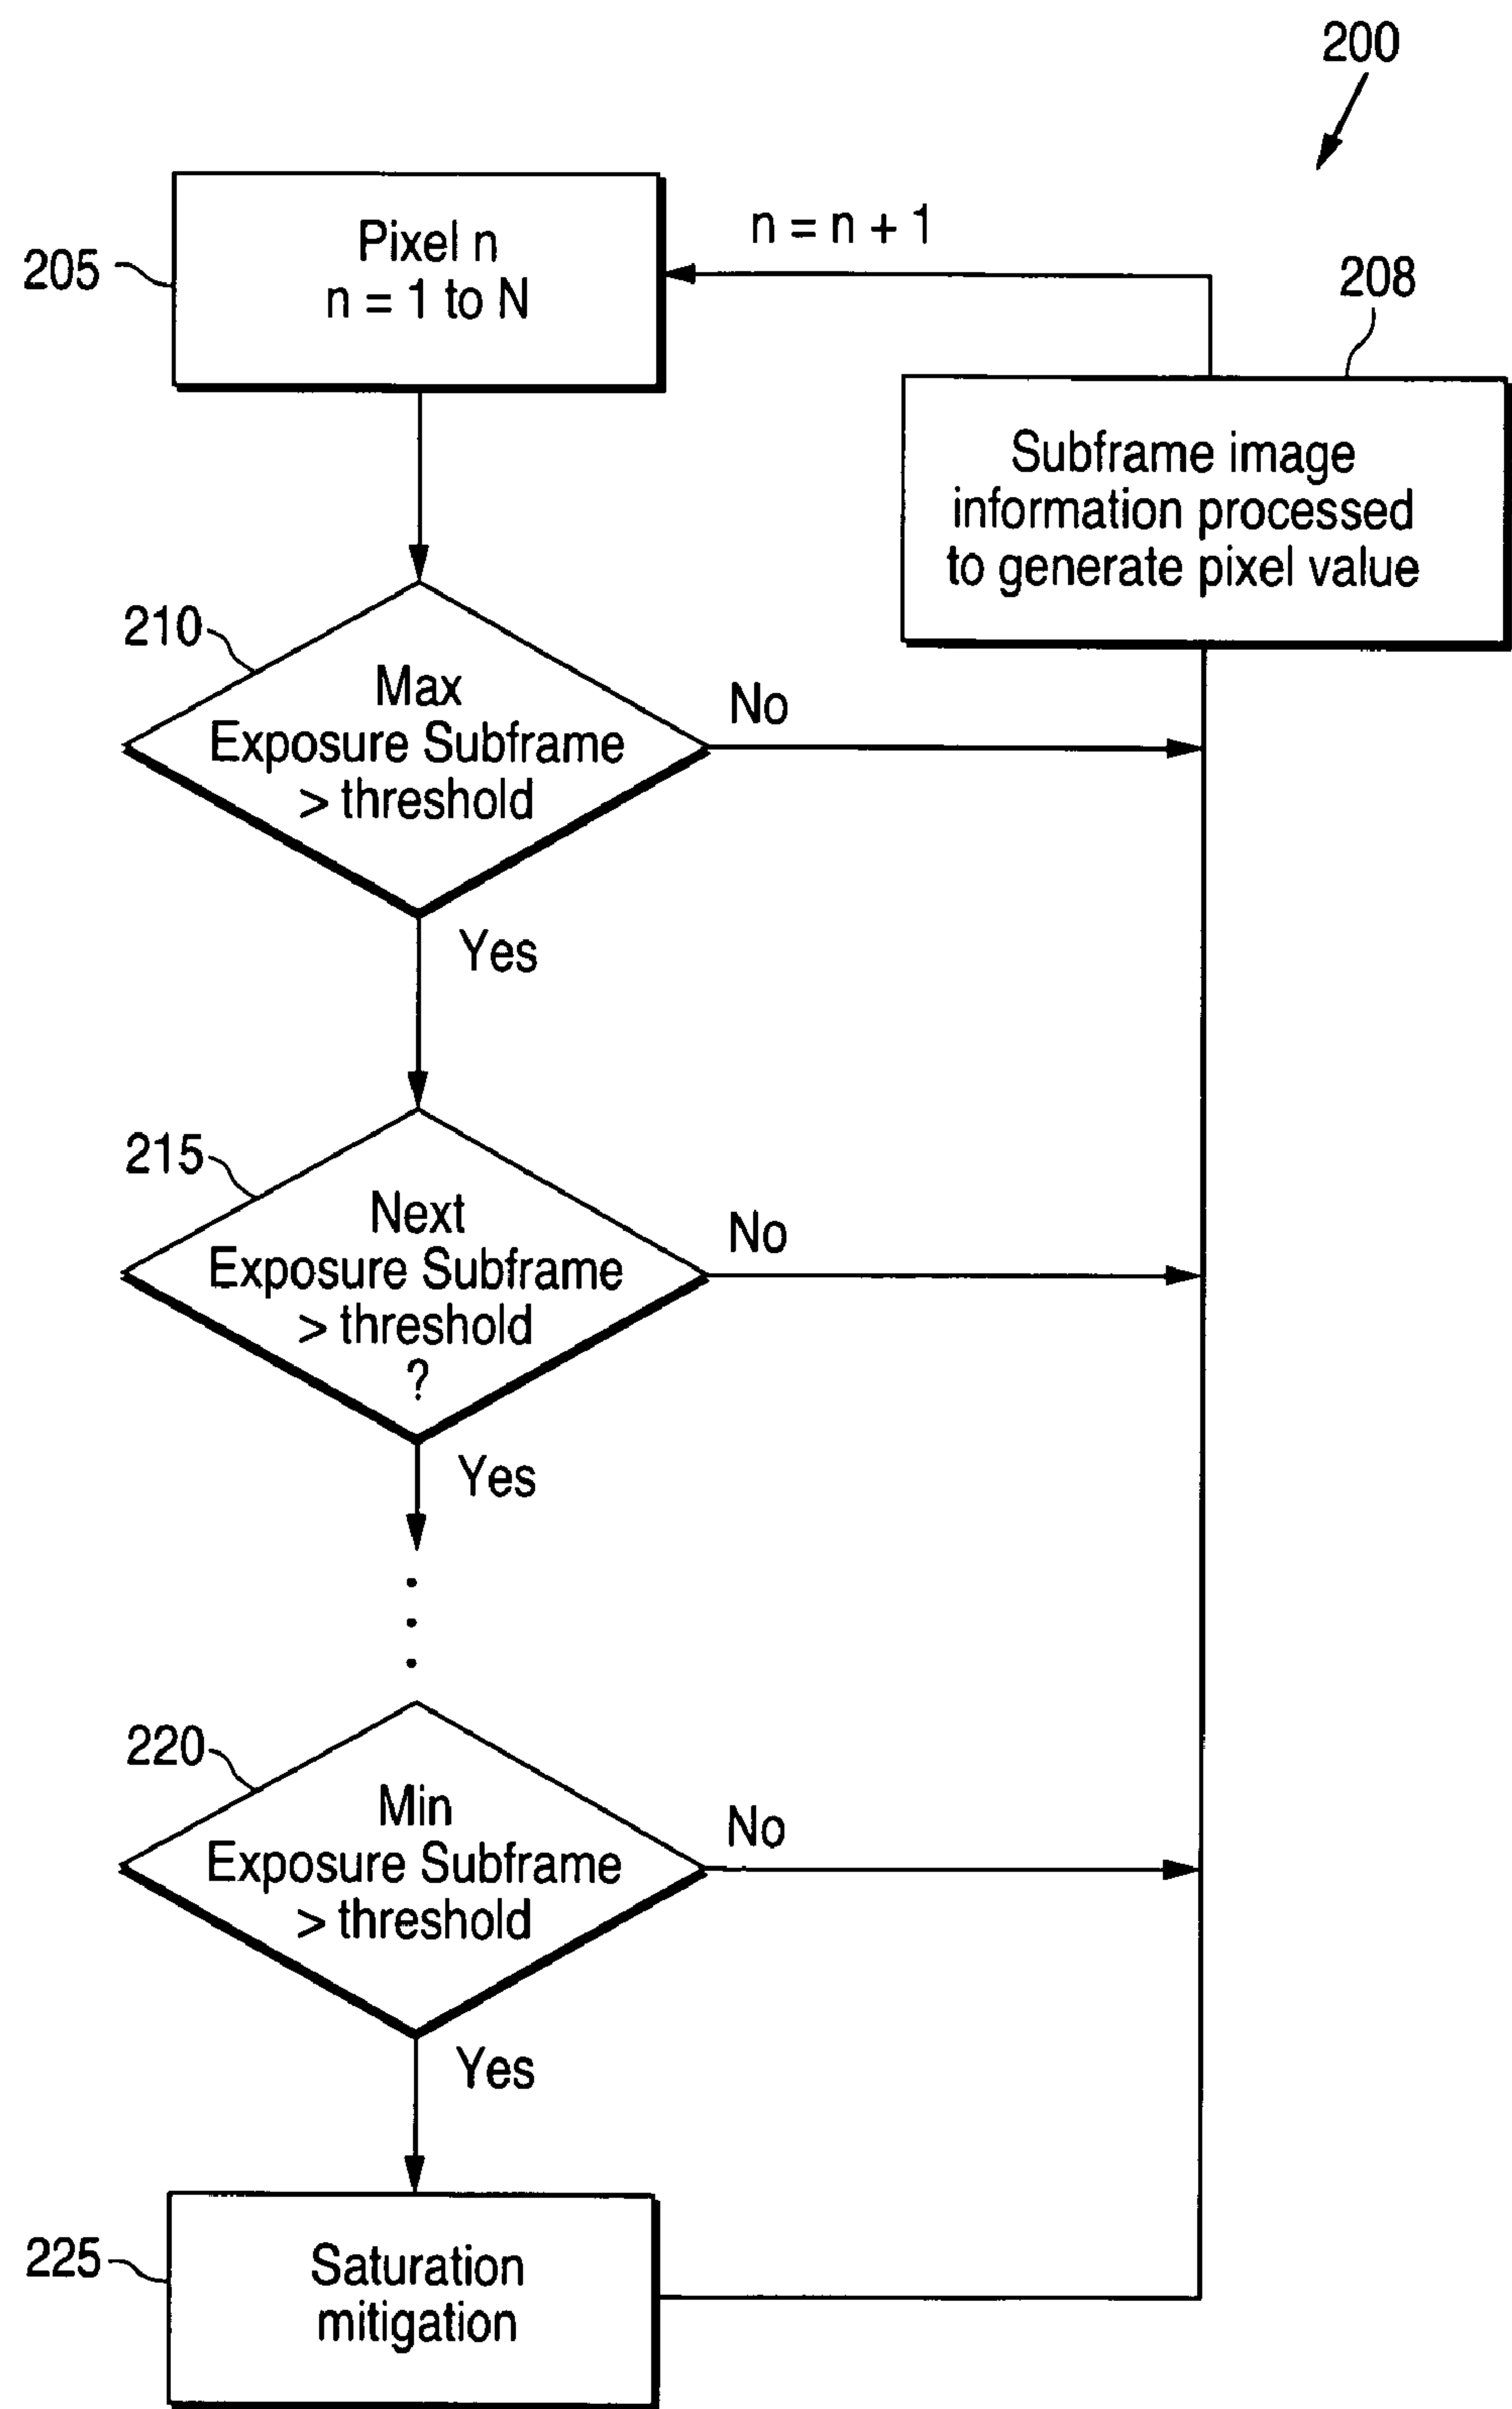 200
205
Pixel n
n = 1 to N
n = n + 1
208
Subframe image
information processed
to generate pixel value
210
Max
Exposure Subframe
> threshold
No
Yes
215
Next
Exposure Subframe
> threshold
?
No
Yes
220
Min
Exposure Subframe
> threshold
No
Yes
225
Saturation
mitigation